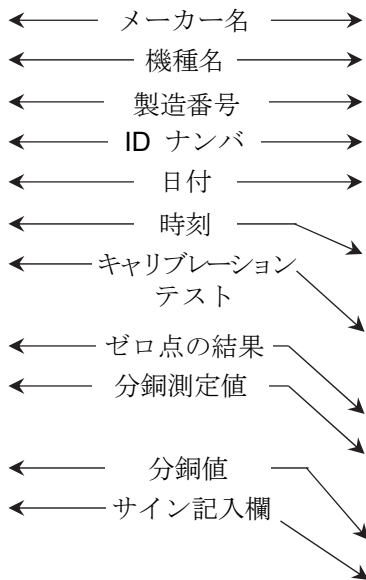 メーカー名
機種名
製造番号
ID ナンバ
日付
時刻
キャリブレーション
テスト
ゼロ点の結果
分銅測定値
分銅値
サイン記入欄